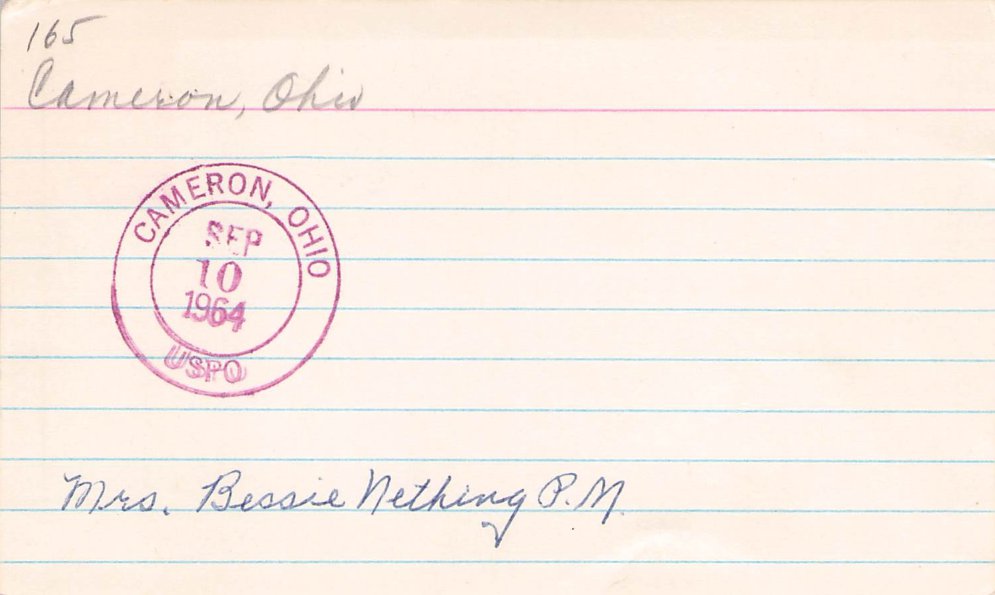 165
Cameron, Ohio
CAMERON, OHIO
SEP
10
1964
USPO
Mrs. Bessie Nething P.M.